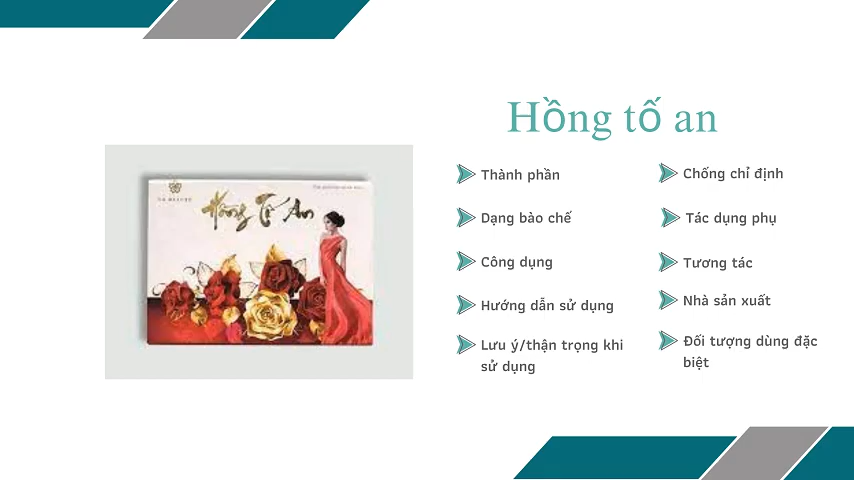 Hồng tố an
LA BEAUTY
Hồng Tố An
Thành phần
Dạng bào chế
Công dụng
Hướng dẫn sử dụng
Lưu ý/thận trọng khi
sử dụng
Chống chỉ định
Tác dụng phụ
Tương tác
Nhà sản xuất
Đối tượng dùng đặc
biệt